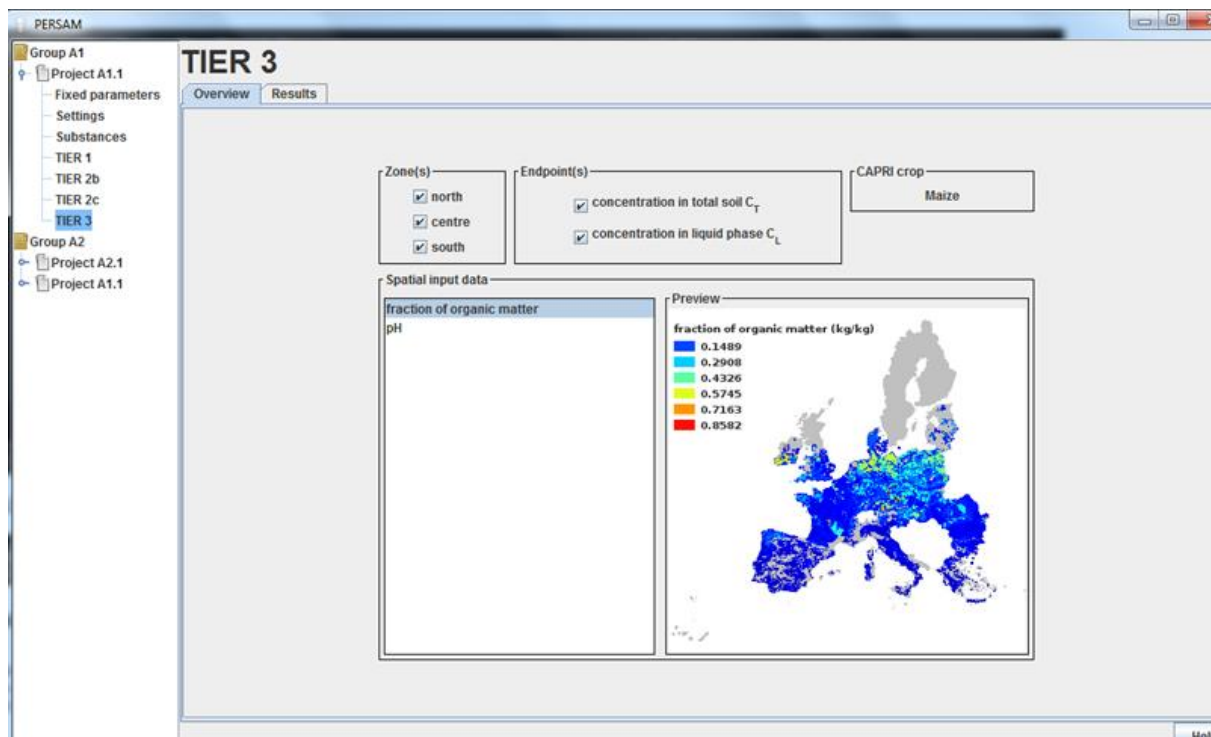 PERSAM
Group A1
Project A1.1
Fixed parameters
Settings
Substances
TIER 1
TIER 2b
TIER 2c
TIER 3
Group A2
Project A2.1
Project A1.1
TIER 3
Overview Results
Zone(s)
north
centre
south
Endpoint(s)
concentration in total soil C_T
concentration in liquid phase C_L
CAPRI crop
Maize
Spatial input data
fraction of organic matter
pH
Preview
fraction of organic matter (kg/kg)
0.1489
0.2908
0.4326
0.5745
0.7163
0.8582